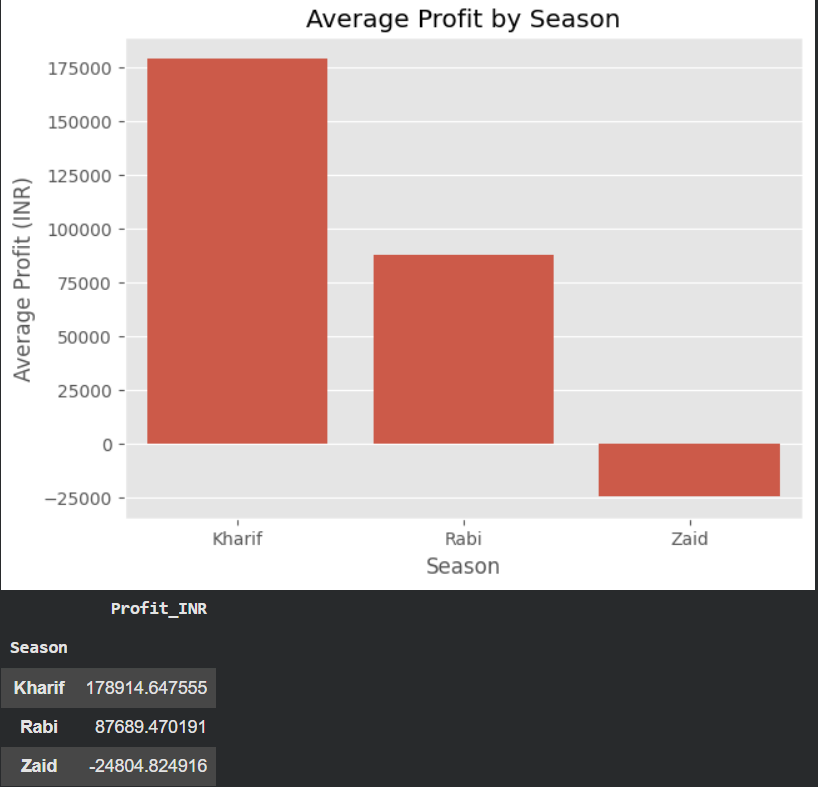 Average Profit by Season
Average Profit (INR)
175000
150000
125000
100000
75000
50000
25000
0
−25000
Kharif Rabi Zaid
Season
Profit_INR
Season
Kharif 178914.647555
Rabi 87689.470191
Zaid -24804.824916